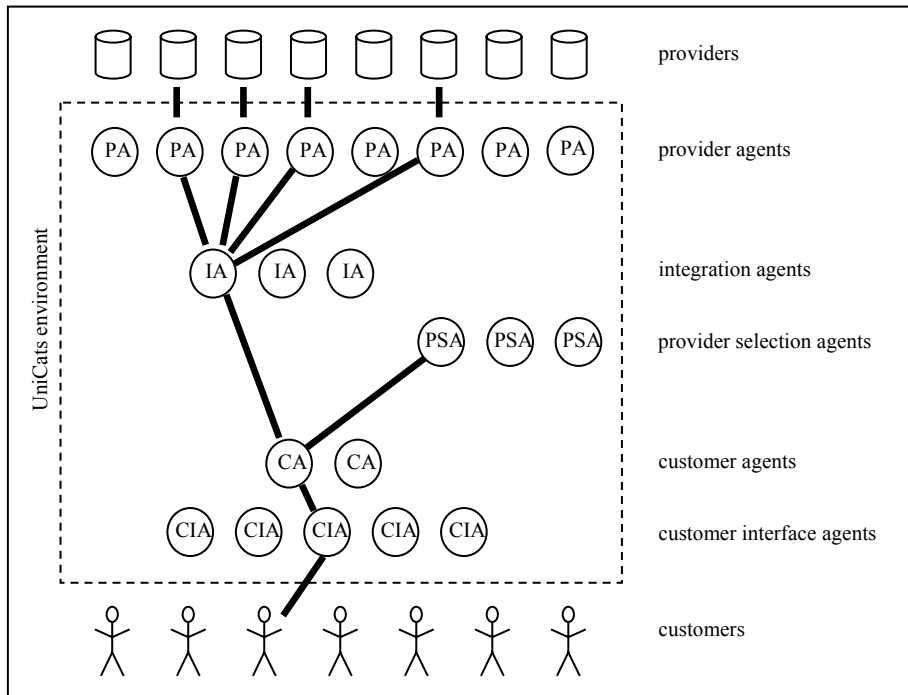 providers
PA PA PA PA PA PA PA PA
provider agents
UniCats environment
IA IA IA
integration agents
PSA PSA PSA
provider selection agents
CA CA
customer agents
CIA CIA CIA CIA CIA
customer interface agents
customers